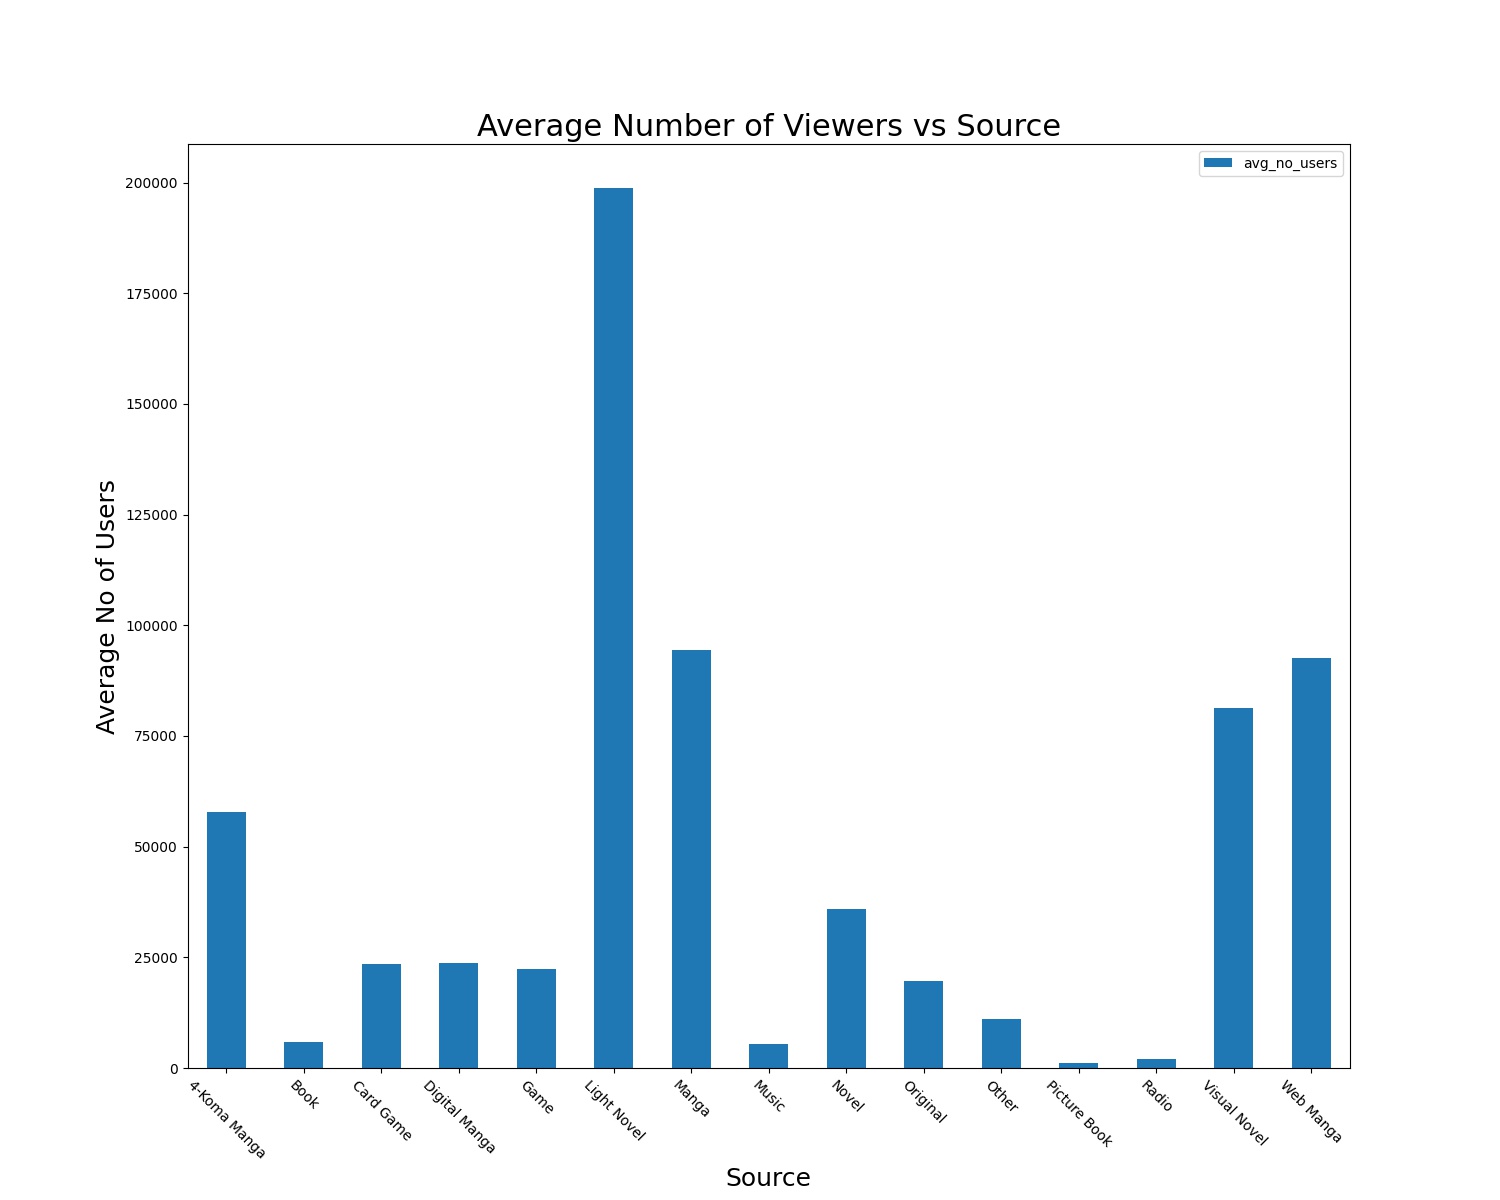 Average Number of Viewers vs Source
avg_no_users
Average No of Users
200000
175000
150000
125000
100000
75000
50000
25000
0
4-Koma Manga
Book
Card Game
Digital Manga
Game
Light Novel
Manga
Music
Novel
Original
Other
Picture Book
Radio
Visual Novel
Web Manga
Source